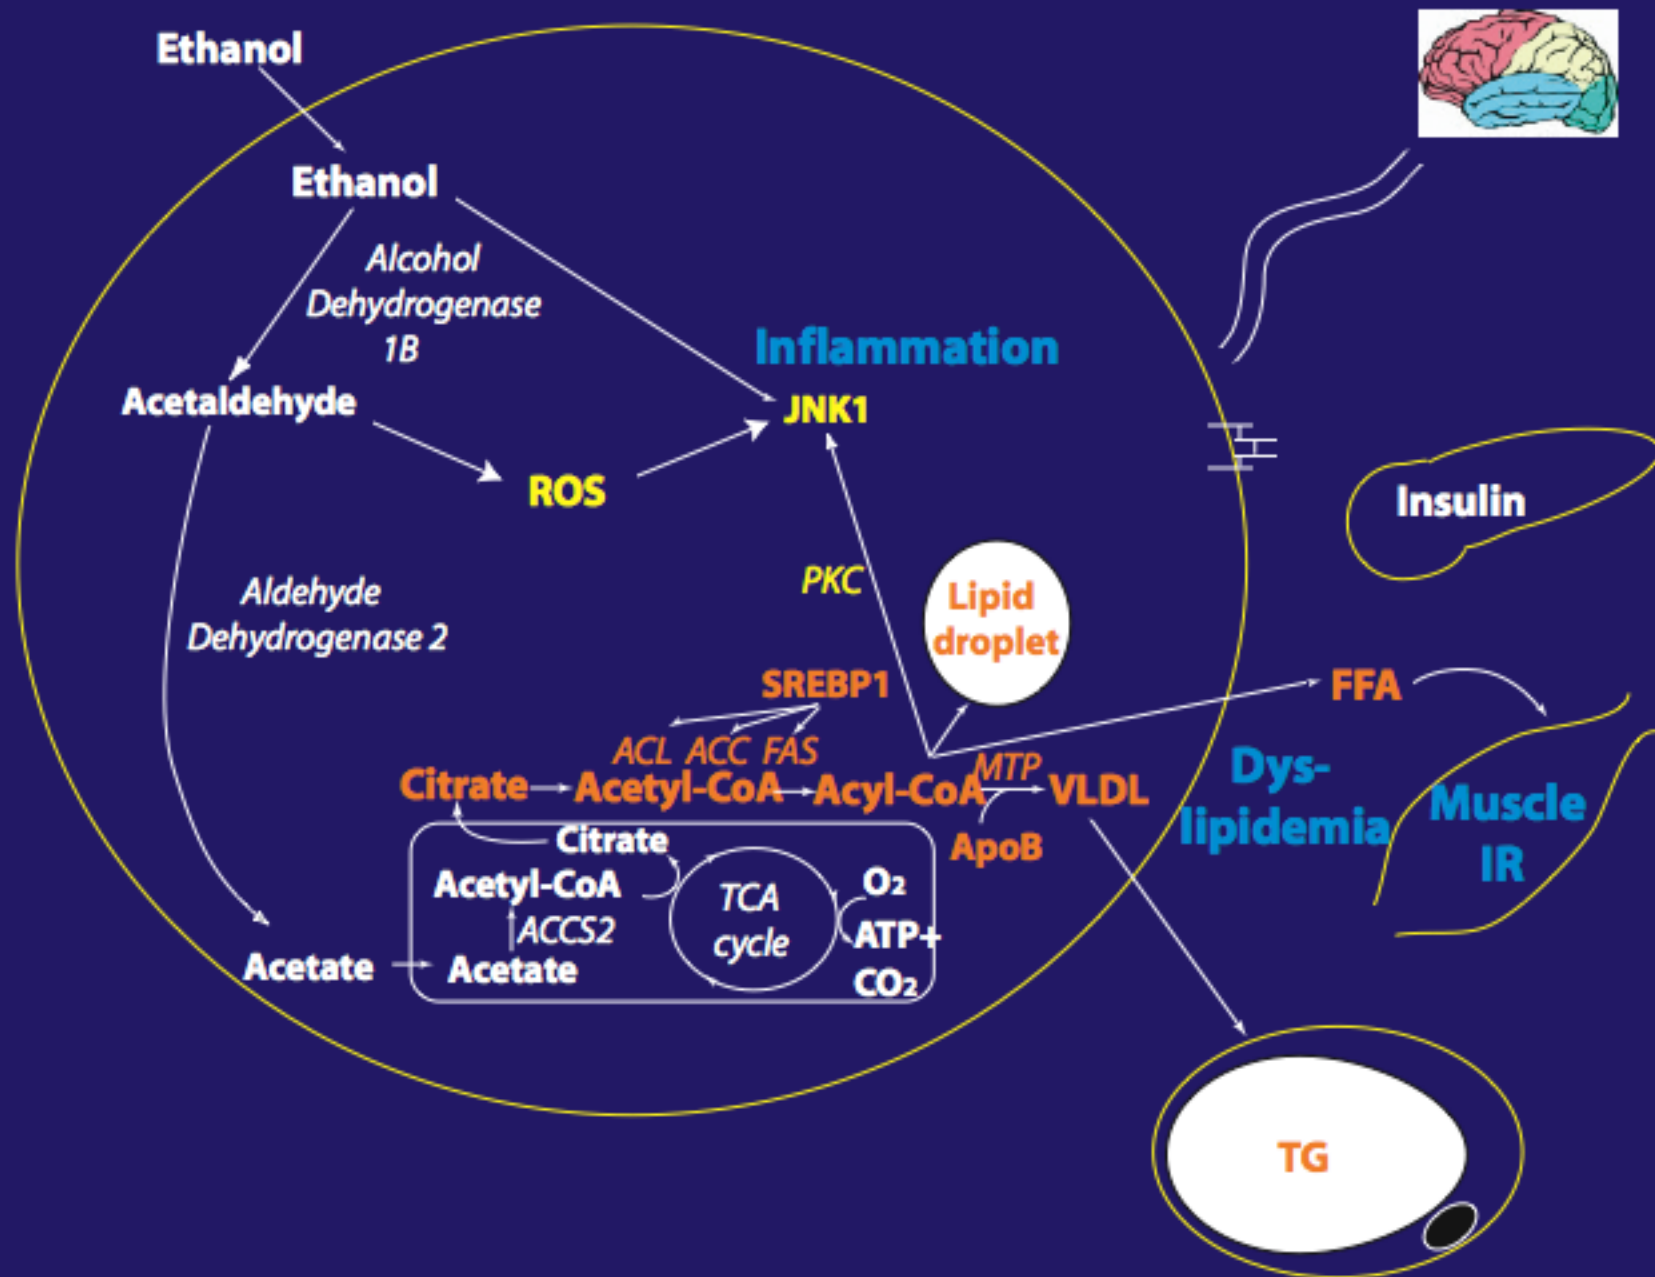 Ethanol
Ethanol
Alcohol
Dehydrogenase
1B
Inflammation
Acetaldehyde
JNK1
ROS
Insulin
PKC
Aldehyde
Dehydrogenase 2
Lipid
droplet
SREBP1
FFA
ACL ACC FAS
MTP
Citrate
Acetyl-CoA
Acyl-CoA
VLDL
Dys-
lipidemia
Muscle
IR
Citrate
ApoB
Acetyl-CoA
TCA
cycle
O2
ACCS2
ATP+
Acetate
Acetate
CO2
TG